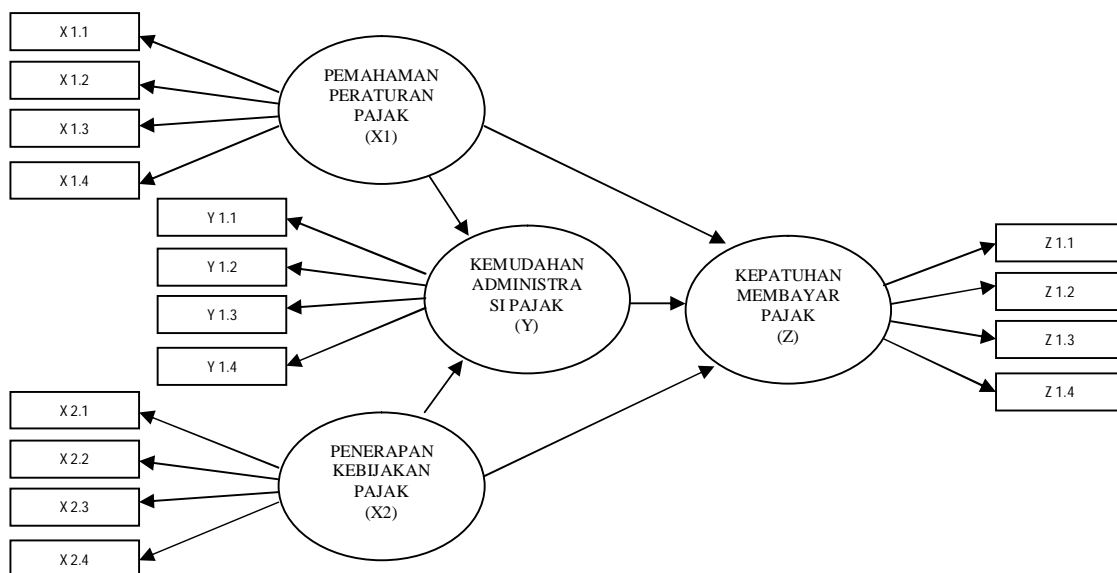 X 1.1
X 1.2
X 1.3
X 1.4
PEMAHAMAN
PERATURAN
PAJAK
(X1)
Y 1.1
Y 1.2
Y 1.3
Y 1.4
KEMUDAHAN
ADMINISTRA
SI PAJAK
(Y)
KEPATUHAN
MEMBAYAR
PAJAK
(Z)
Z 1.1
Z 1.2
Z 1.3
Z 1.4
X 2.1
X 2.2
X 2.3
X 2.4
PENERAPAN
KEBIJAKAN
PAJAK
(X2)